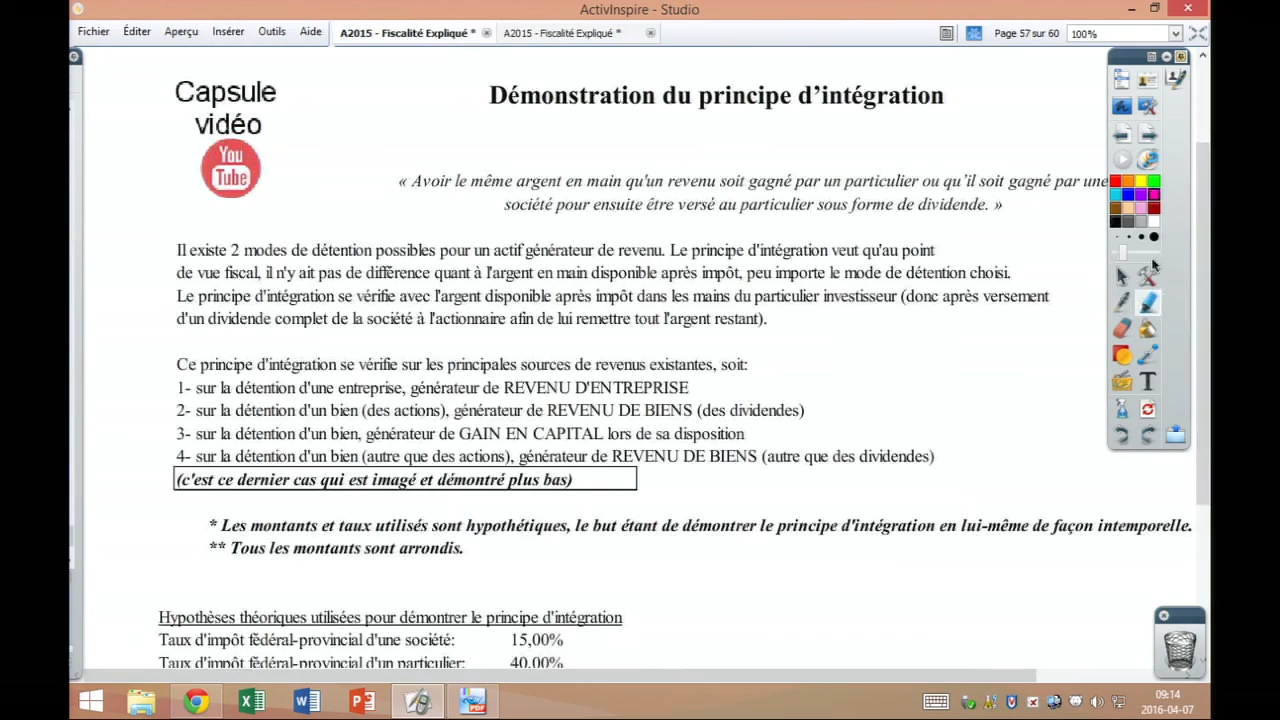 ActivInspire - Studio
Fichier Éditer Aperçu Insérer Outils Aide
A2015 - Fiscalité Expliqué *
A2015 - Fiscalité Expliqué *
Page 57 sur 60
100%
Capsule
vidéo
You
Tube
Démonstration du principe d'intégration
« Avoir le même argent en main qu'un revenu soit gagné par un particulier ou qu'il soit gagné par une
société pour ensuite être versé au particulier sous forme de dividende. »
Il existe 2 modes de détention possibles pour un actif générateur de revenu. Le principe d'intégration veut qu'au point
de vue fiscal, il n'y ait pas de différence quant à l'argent en main disponible après impôt, peu importe le mode de détention choisi.
Le principe d'intégration se vérifie avec l'argent disponible après impôt dans les mains du particulier investisseur (donc après versement
d'un dividende complet de la société à l'actionnaire afin de lui remettre tout l'argent restant).
Ce principe d'intégration se vérifie sur les principales sources de revenus existantes, soit:
1- sur la détention d'une entreprise, générateur de REVENU D'ENTREPRISE
2- sur la détention d'un bien (des actions), générateur de REVENU DE BIENS (des dividendes)
3- sur la détention d'un bien, générateur de GAIN EN CAPITAL lors de sa disposition
4- sur la détention d'un bien (autre que des actions), générateur de REVENU DE BIENS (autre que des dividendes)
(c'est ce dernier cas qui est imagé et démontré plus bas)
* Les montants et taux utilisés sont hypothétiques, le but étant de démontrer le principe d'intégration en lui-même de façon intemporelle.
** Tous les montants sont arrondis.
Hypothèses théoriques utilisées pour démontrer le principe d'intégration
Taux d'impôt fédéral-provincial d'une société: 15,00%
Taux d'impôt fédéral-provincial d'un particulier: 40,00%
09:14
2016-04-07